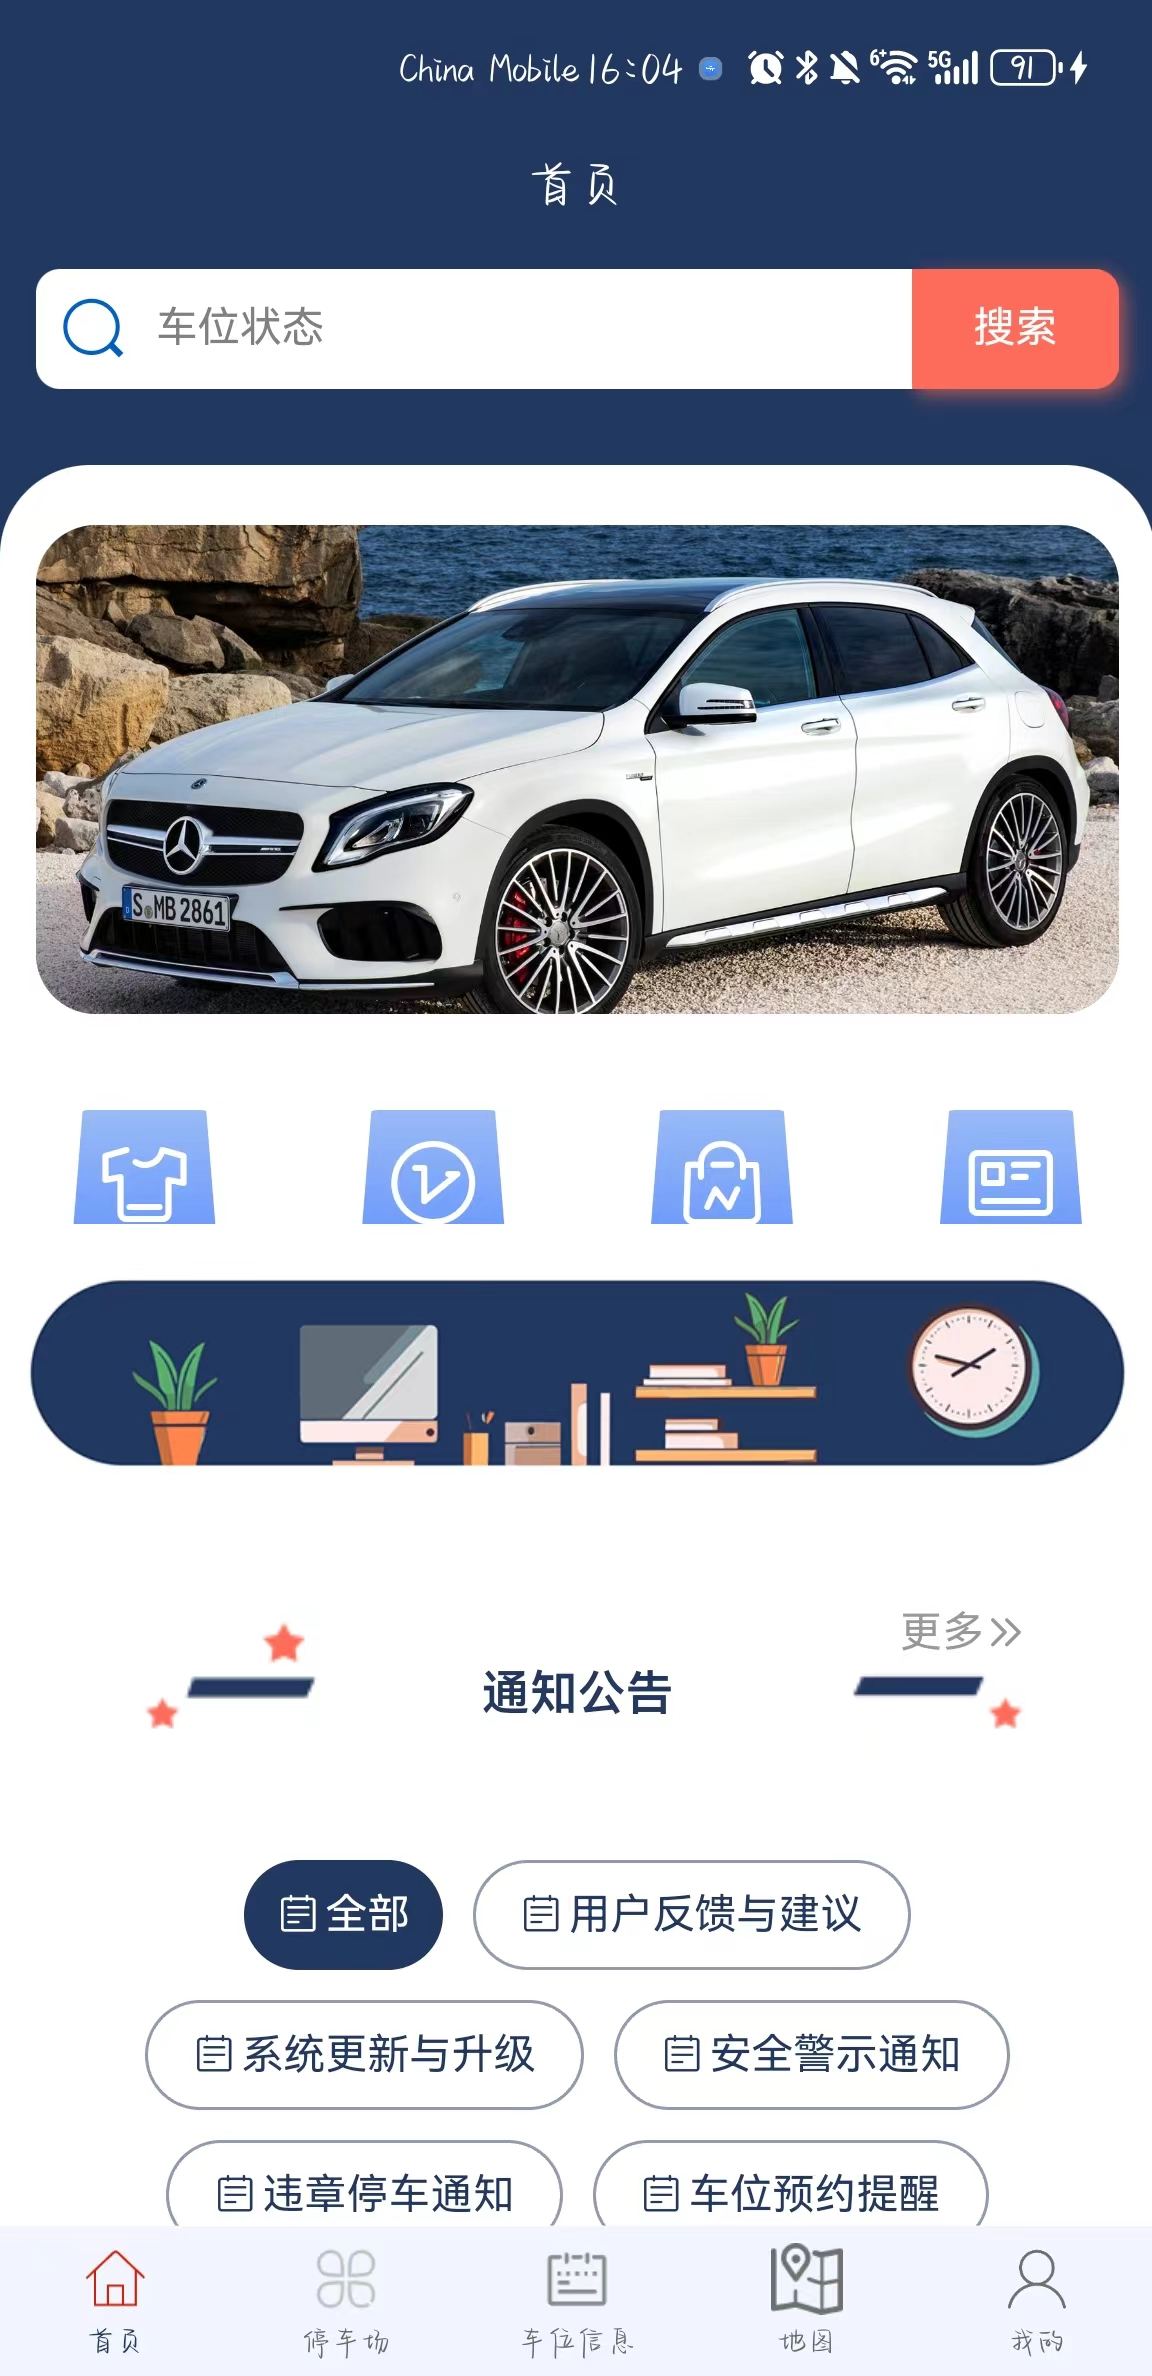 China Mobile 16:04 6+ 5G 91
首页
车位状态 搜索
S MB 2861
更多
通知公告
全部 用户反馈与建议
系统更新与升级 安全警示通知
违章停车通知 车位预约提醒
首页 停车场 车位信息 地图 我的